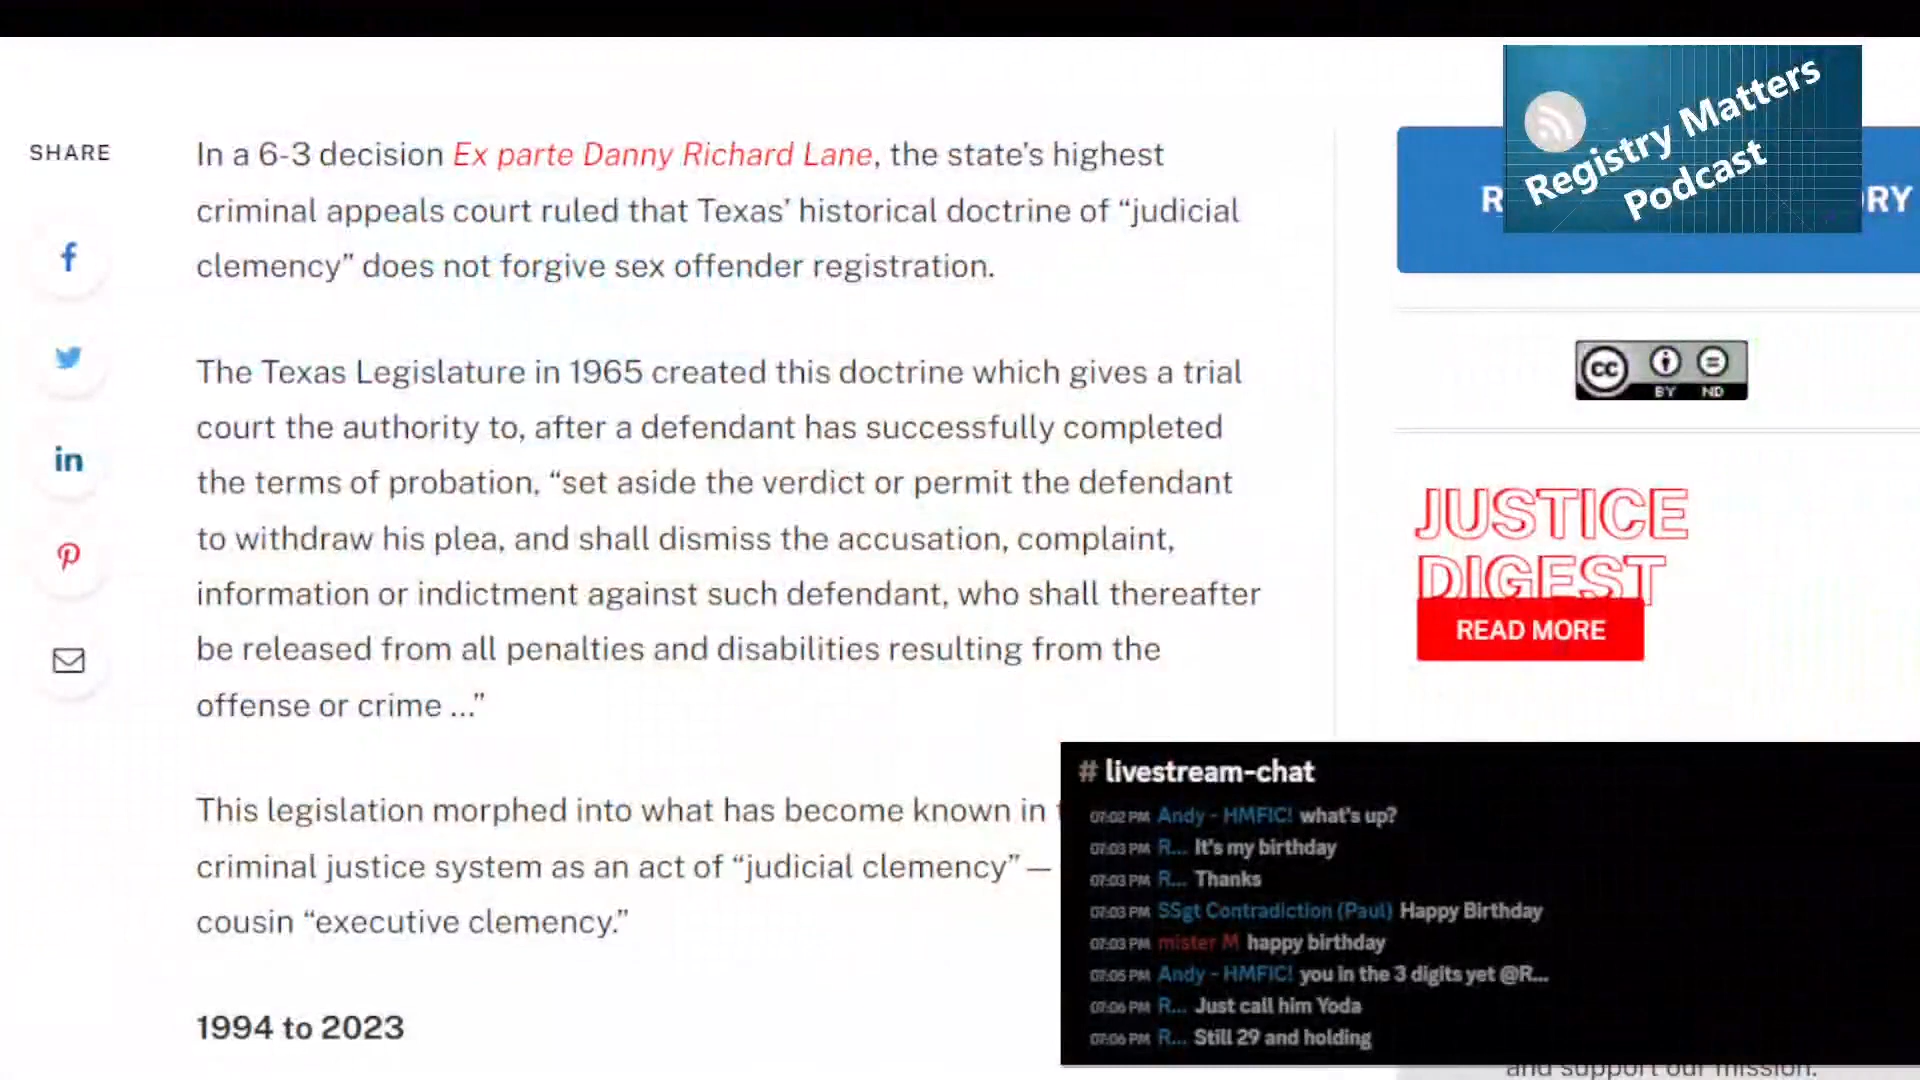 SHARE
In a 6-3 decision Ex parte Danny Richard Lane, the state's highest
criminal appeals court ruled that Texas' historical doctrine of “judicial
clemency” does not forgive sex offender registration.
The Texas Legislature in 1965 created this doctrine which gives a trial
court the authority to, after a defendant has successfully completed
the terms of probation, “set aside the verdict or permit the defendant
to withdraw his plea, and shall dismiss the accusation, complaint,
information or indictment against such defendant, who shall thereafter
be released from all penalties and disabilities resulting from the
offense or crime …”
This legislation morphed into what has become known in
criminal justice system as an act of “judicial clemency” —
cousin “executive clemency.”
1994 to 2023
Registry Matters
Podcast
R
RY
CC
BY ND
JUSTICE
DIGEST
READ MORE
# livestream-chat
07:02 PM Andy - HMFIC! what's up?
07:03 PM R... It's my birthday
07:03 PM R... Thanks
07:03 PM SSgt Contradiction (Paul) Happy Birthday
07:03 PM mister M happy birthday
07:05 PM Andy - HMFIC! you in the 3 digits yet @R...
07:06 PM R... Just call him Yoda
07:06 PM R... Still 29 and holding
and support our mission.